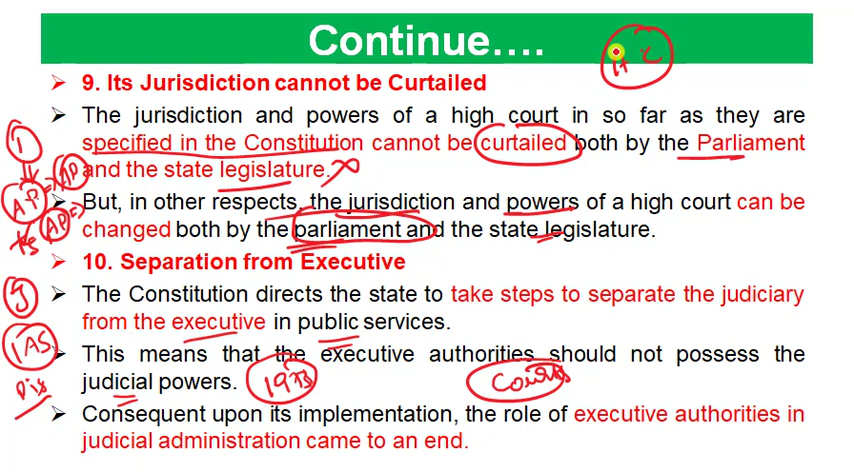 Continue….
➢ 9. Its Jurisdiction cannot be Curtailed
➢ The jurisdiction and powers of a high court in so far as they are
specified in the Constitution cannot be curtailed both by the Parliament
and the state legislature.
➢ But, in other respects, the jurisdiction and powers of a high court can be
changed both by the parliament and the state legislature.
➢ 10. Separation from Executive
➢ The Constitution directs the state to take steps to separate the judiciary
from the executive in public services.
IAS
➢ This means that the executive authorities should not possess the
judicial powers. 1973 Courts
➢ Consequent upon its implementation, the role of executive authorities in
judicial administration came to an end.